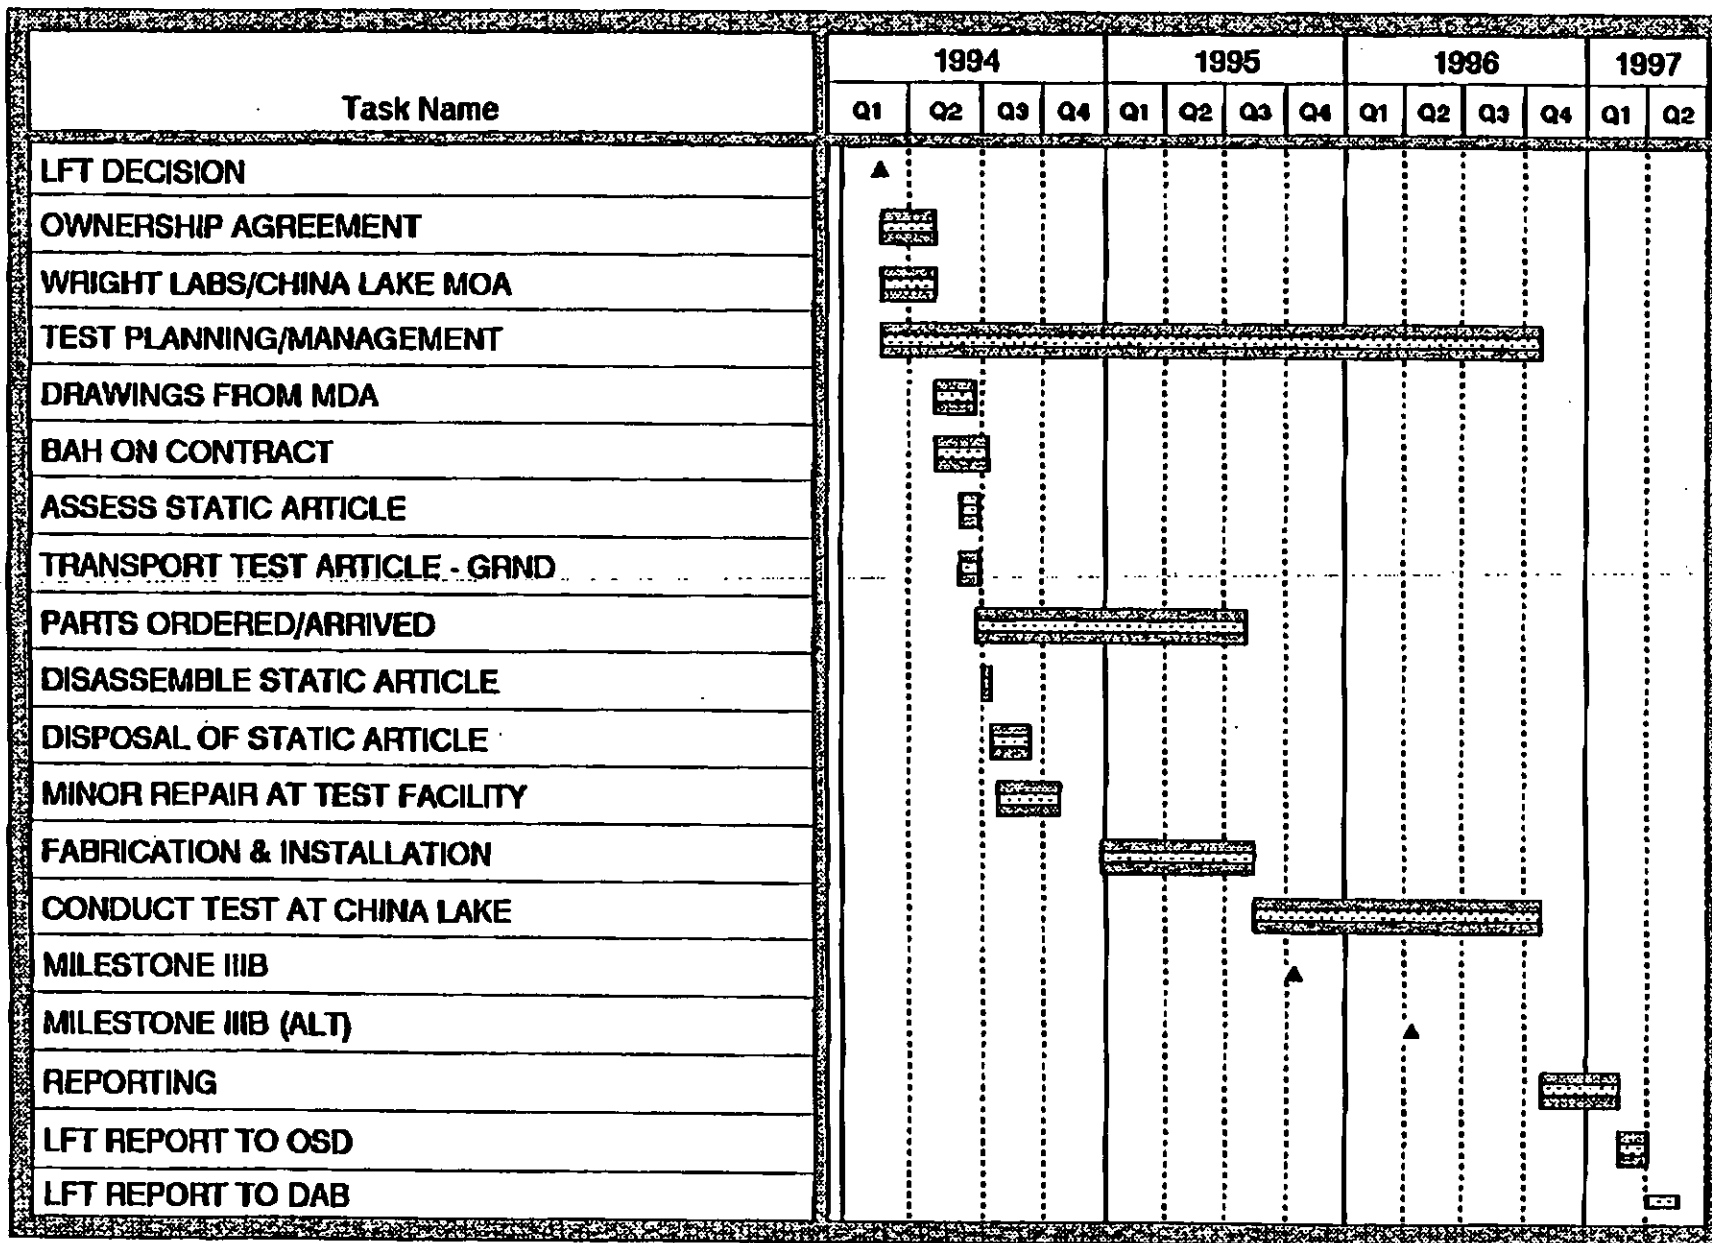 1994 1995 1996 1997
Task Name Q1 Q2 Q3 Q4 Q1 Q2 Q3 Q4 Q1 Q2 Q3 Q4 Q1 Q2
LFT DECISION
OWNERSHIP AGREEMENT
WRIGHT LABS/CHINA LAKE MOA
TEST PLANNING/MANAGEMENT
DRAWINGS FROM MDA
BAH ON CONTRACT
ASSESS STATIC ARTICLE
TRANSPORT TEST ARTICLE - GRND
PARTS ORDERED/ARRIVED
DISASSEMBLE STATIC ARTICLE
DISPOSAL OF STATIC ARTICLE
MINOR REPAIR AT TEST FACILITY
FABRICATION & INSTALLATION
CONDUCT TEST AT CHINA LAKE
MILESTONE IIIB
MILESTONE IIIB (ALT)
REPORTING
LFT REPORT TO OSD
LFT REPORT TO DAB